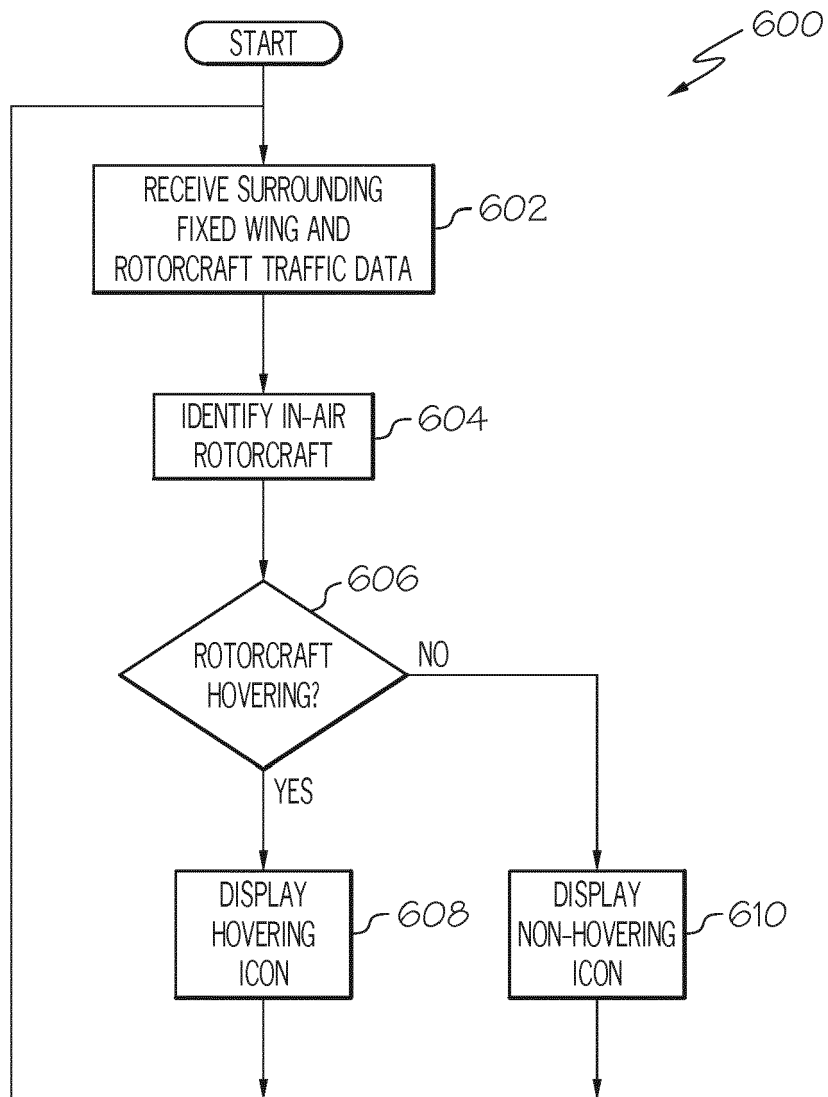 START
600
RECEIVE SURROUNDING
FIXED WING AND
ROTORCRAFT TRAFFIC DATA
602
IDENTIFY IN-AIR
ROTORCRAFT
604
606
ROTORCRAFT
HOVERING?
NO
YES
DISPLAY
HOVERING
ICON
608
DISPLAY
NON-HOVERING
ICON
610